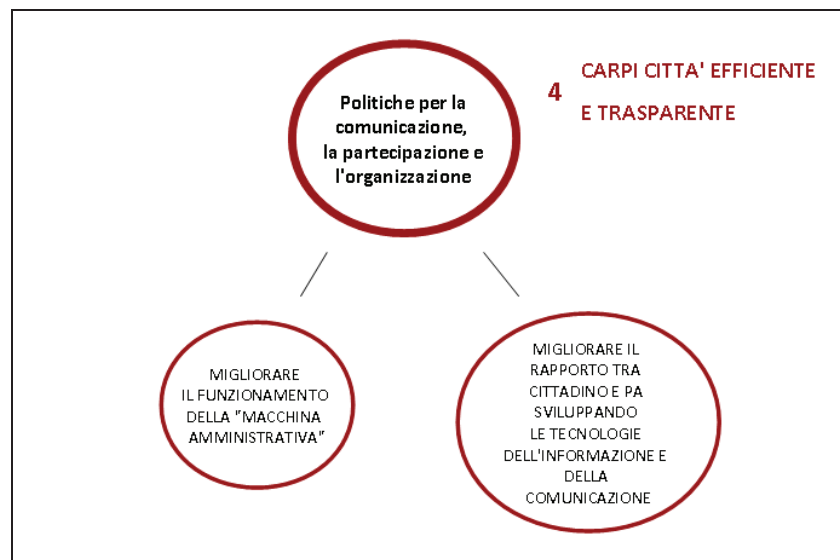 Politiche per la
comunicazione,
la partecipazione e
l'organizzazione
4
CARPI CITTA' EFFICIENTE
E TRASPARENTE
MIGLIORARE
IL FUNZIONAMENTO
DELLA "MACCHINA
AMMINISTRATIVA"
MIGLIORARE IL
RAPPORTO TRA
CITTADINO E PA
SVILUPPANDO
LE TECNOLOGIE
DELL'INFORMAZIONE E
DELLA
COMUNICAZIONE